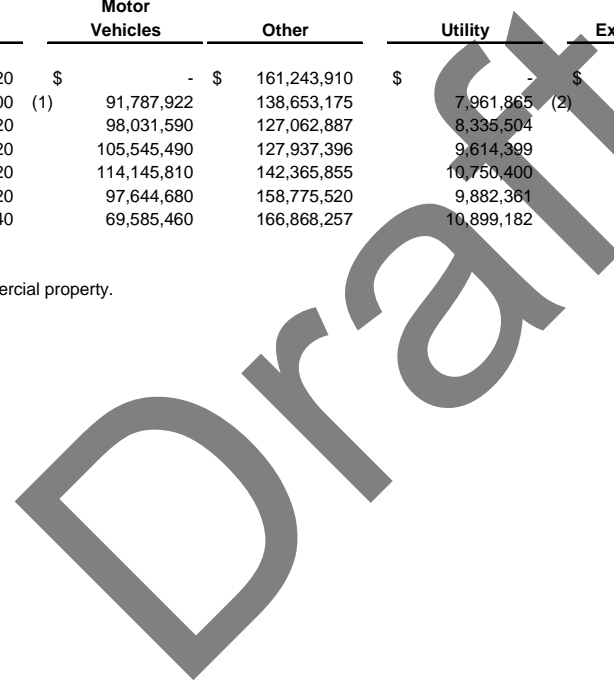 Motor
Vehicles Other Utility Ex
20 $ - $ 161,243,910 $ - $
00 (1) 91,787,922 138,653,175 7,961,865 (2)
20 98,031,590 127,062,887 8,335,504
20 105,545,490 127,937,396 9,614,399
20 114,145,810 142,365,855 10,750,400
20 97,644,680 158,775,520 9,882,361
40 69,585,460 166,868,257 10,899,182
ercial property.
Draft